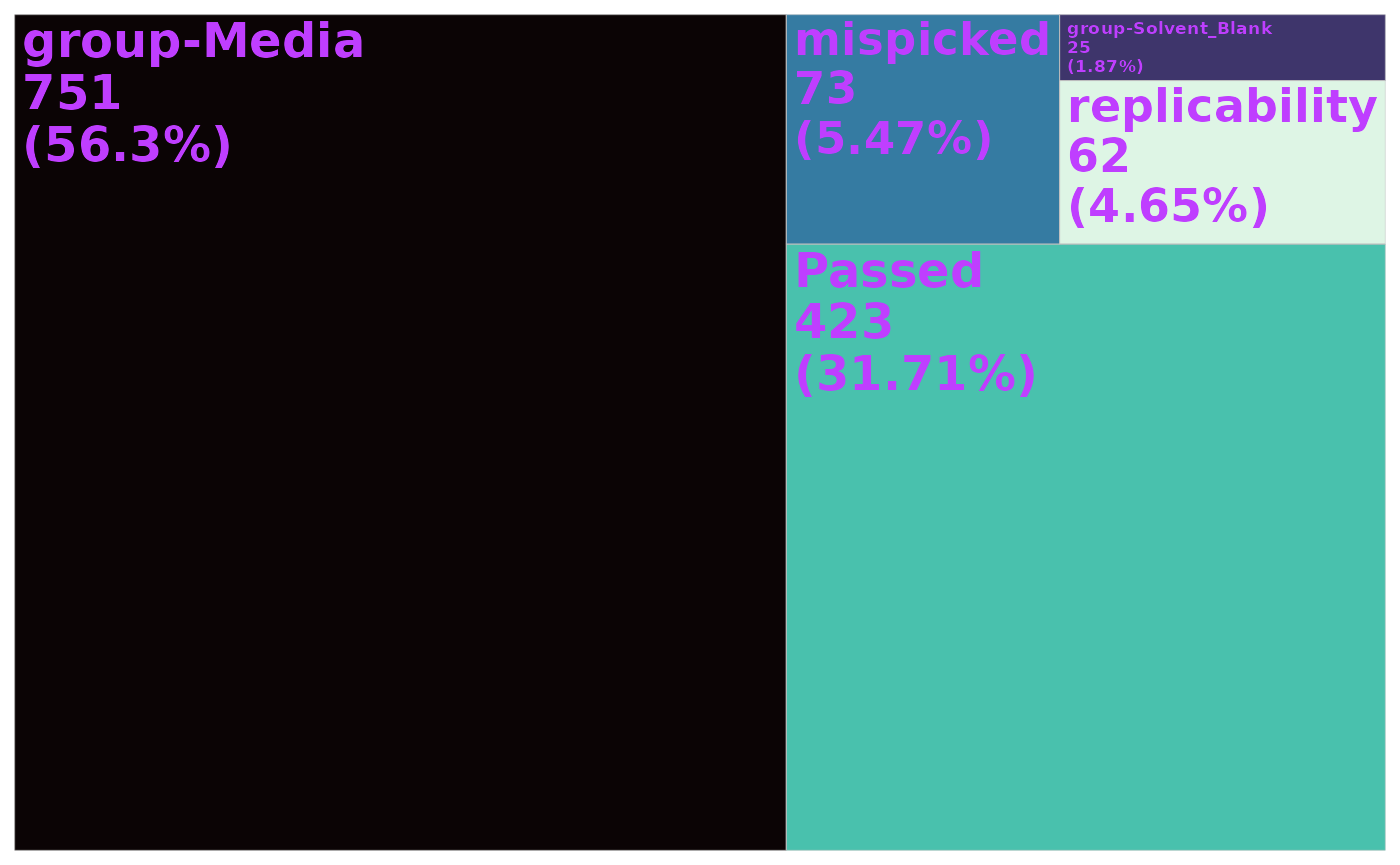 group-Media
751
(56.3%)
mispicked
73
(5.47%)
group-Solvent_Blank
25
(1.87%)
replicability
62
(4.65%)
Passed
423
(31.71%)